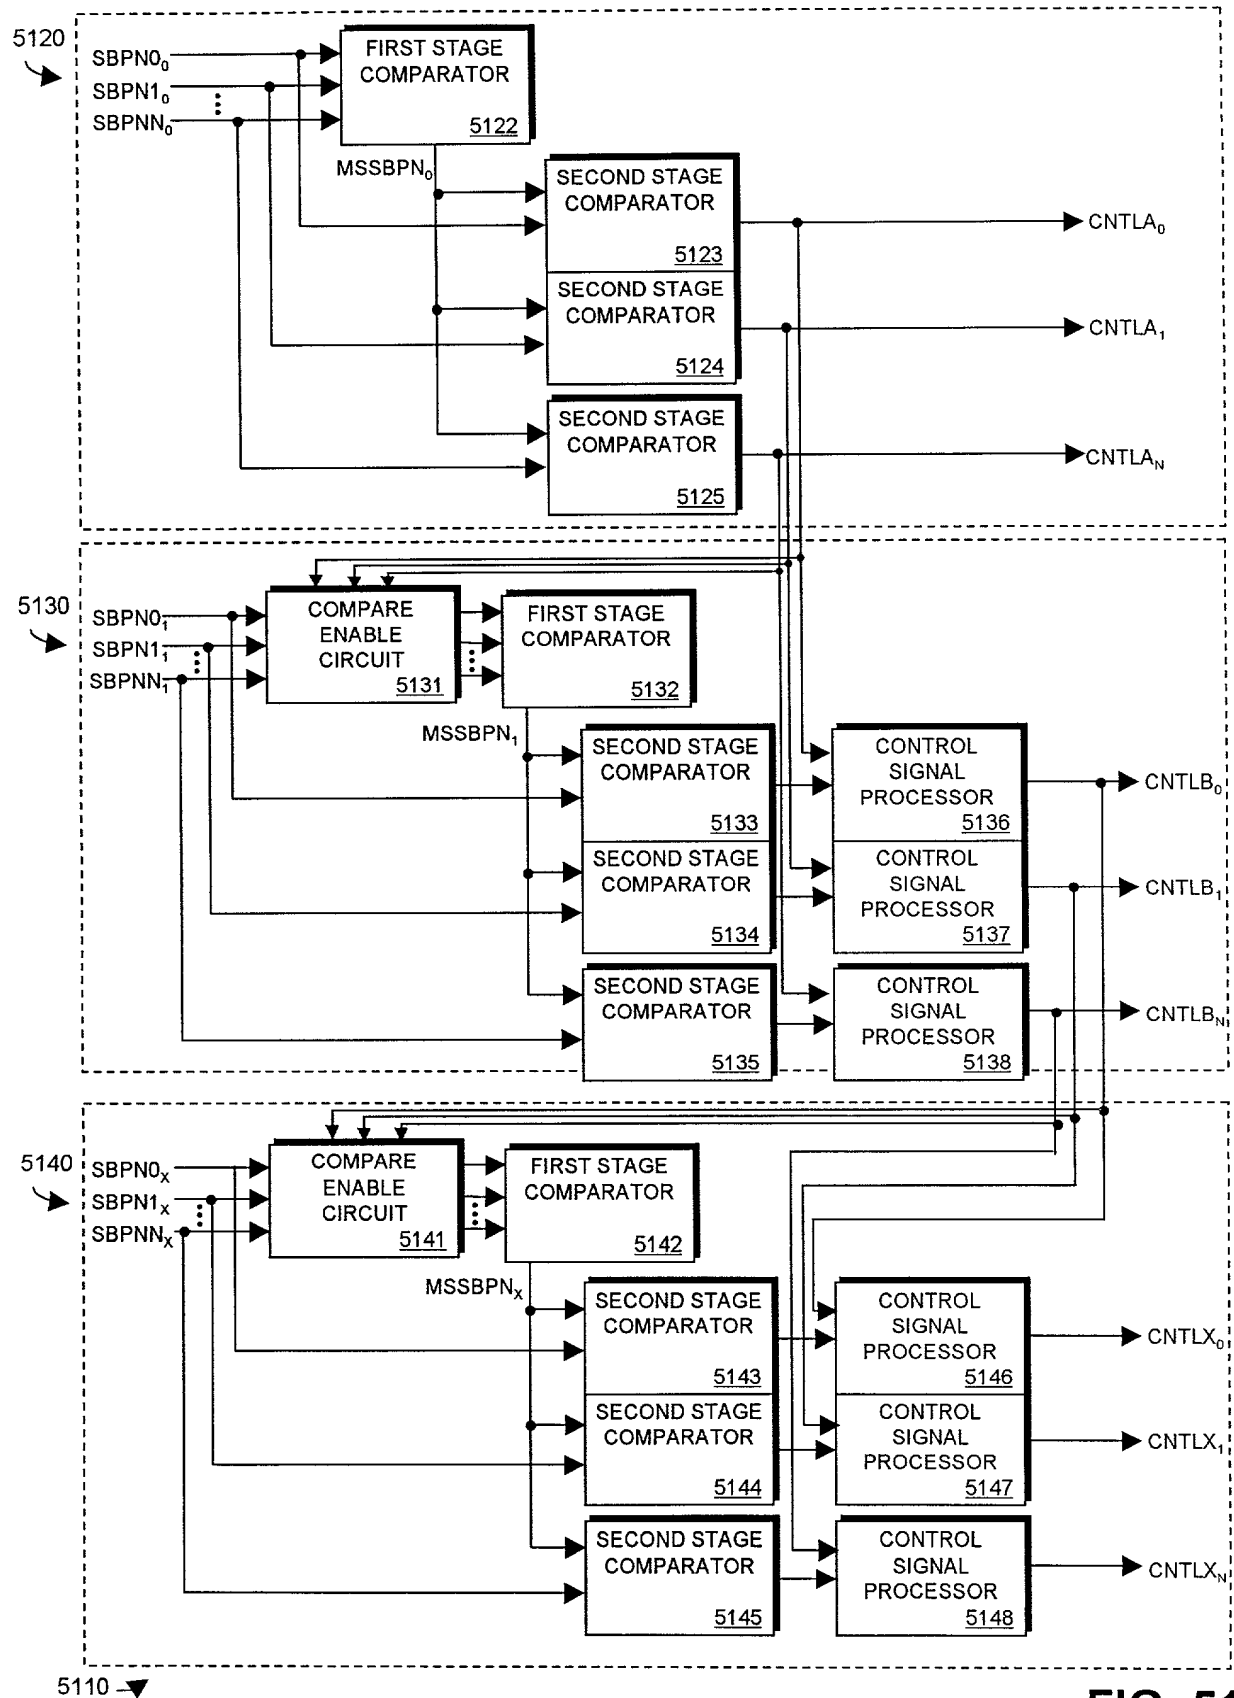 5120
SBPN0₀
SBPN1₀
SBPNN₀
FIRST STAGE
COMPARATOR
5122
MSSBPN₀
SECOND STAGE
COMPARATOR
5123
CNTLA₀
SECOND STAGE
COMPARATOR
5124
CNTLA₁
SECOND STAGE
COMPARATOR
5125
CNTLA_N
5130
SBPN0₁
SBPN1₁
SBPNN₁
COMPARE
ENABLE
CIRCUIT
5131
FIRST STAGE
COMPARATOR
5132
MSSBPN₁
SECOND STAGE
COMPARATOR
5133
CONTROL
SIGNAL
PROCESSOR
5136
CNTLB₀
SECOND STAGE
COMPARATOR
5134
CONTROL
SIGNAL
PROCESSOR
5137
CNTLB₁
SECOND STAGE
COMPARATOR
5135
CONTROL
SIGNAL
PROCESSOR
5138
CNTLB_N
5140
SBPN0_X
SBPN1_X
SBPNN_X
COMPARE
ENABLE
CIRCUIT
5141
FIRST STAGE
COMPARATOR
5142
MSSBPN_X
SECOND STAGE
COMPARATOR
5143
CONTROL
SIGNAL
PROCESSOR
5146
CNTLX₀
SECOND STAGE
COMPARATOR
5144
CONTROL
SIGNAL
PROCESSOR
5147
CNTLX₁
SECOND STAGE
COMPARATOR
5145
CONTROL
SIGNAL
PROCESSOR
5148
CNTLX_N
5110